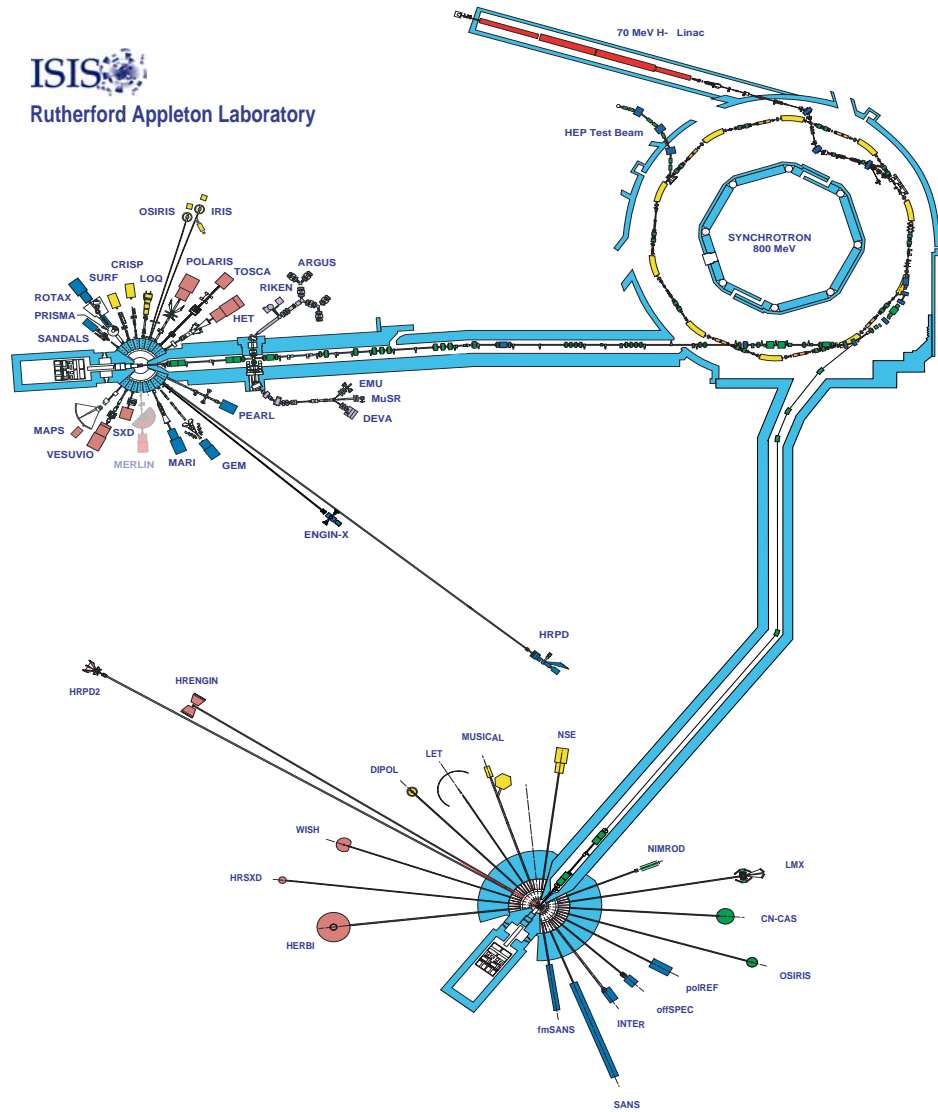 70 MeV H-   Linac
ISIS
Rutherford Appleton Laboratory
HEP Test Beam
SYNCHROTRON
800 MeV
OSIRIS
IRIS
POLARIS
ARGUS
CRISP
TOSCA
SURF
LOQ
RIKEN
ROTAX
PRISMA
HET
SANDALS
EMU
MuSR
PEARL
DEVA
MAPS
SXD
VESUVIO
MERLIN
MARI
GEM
ENGIN-X
HRPD
HRPD2
HRENGIN
MUSICAL
NSE
LET
DIPOL
WISH
NIMROD
LMX
HRSXD
CN-CAS
HERBI
OSIRIS
polREF
offSPEC
INTER
fmSANS
SANS